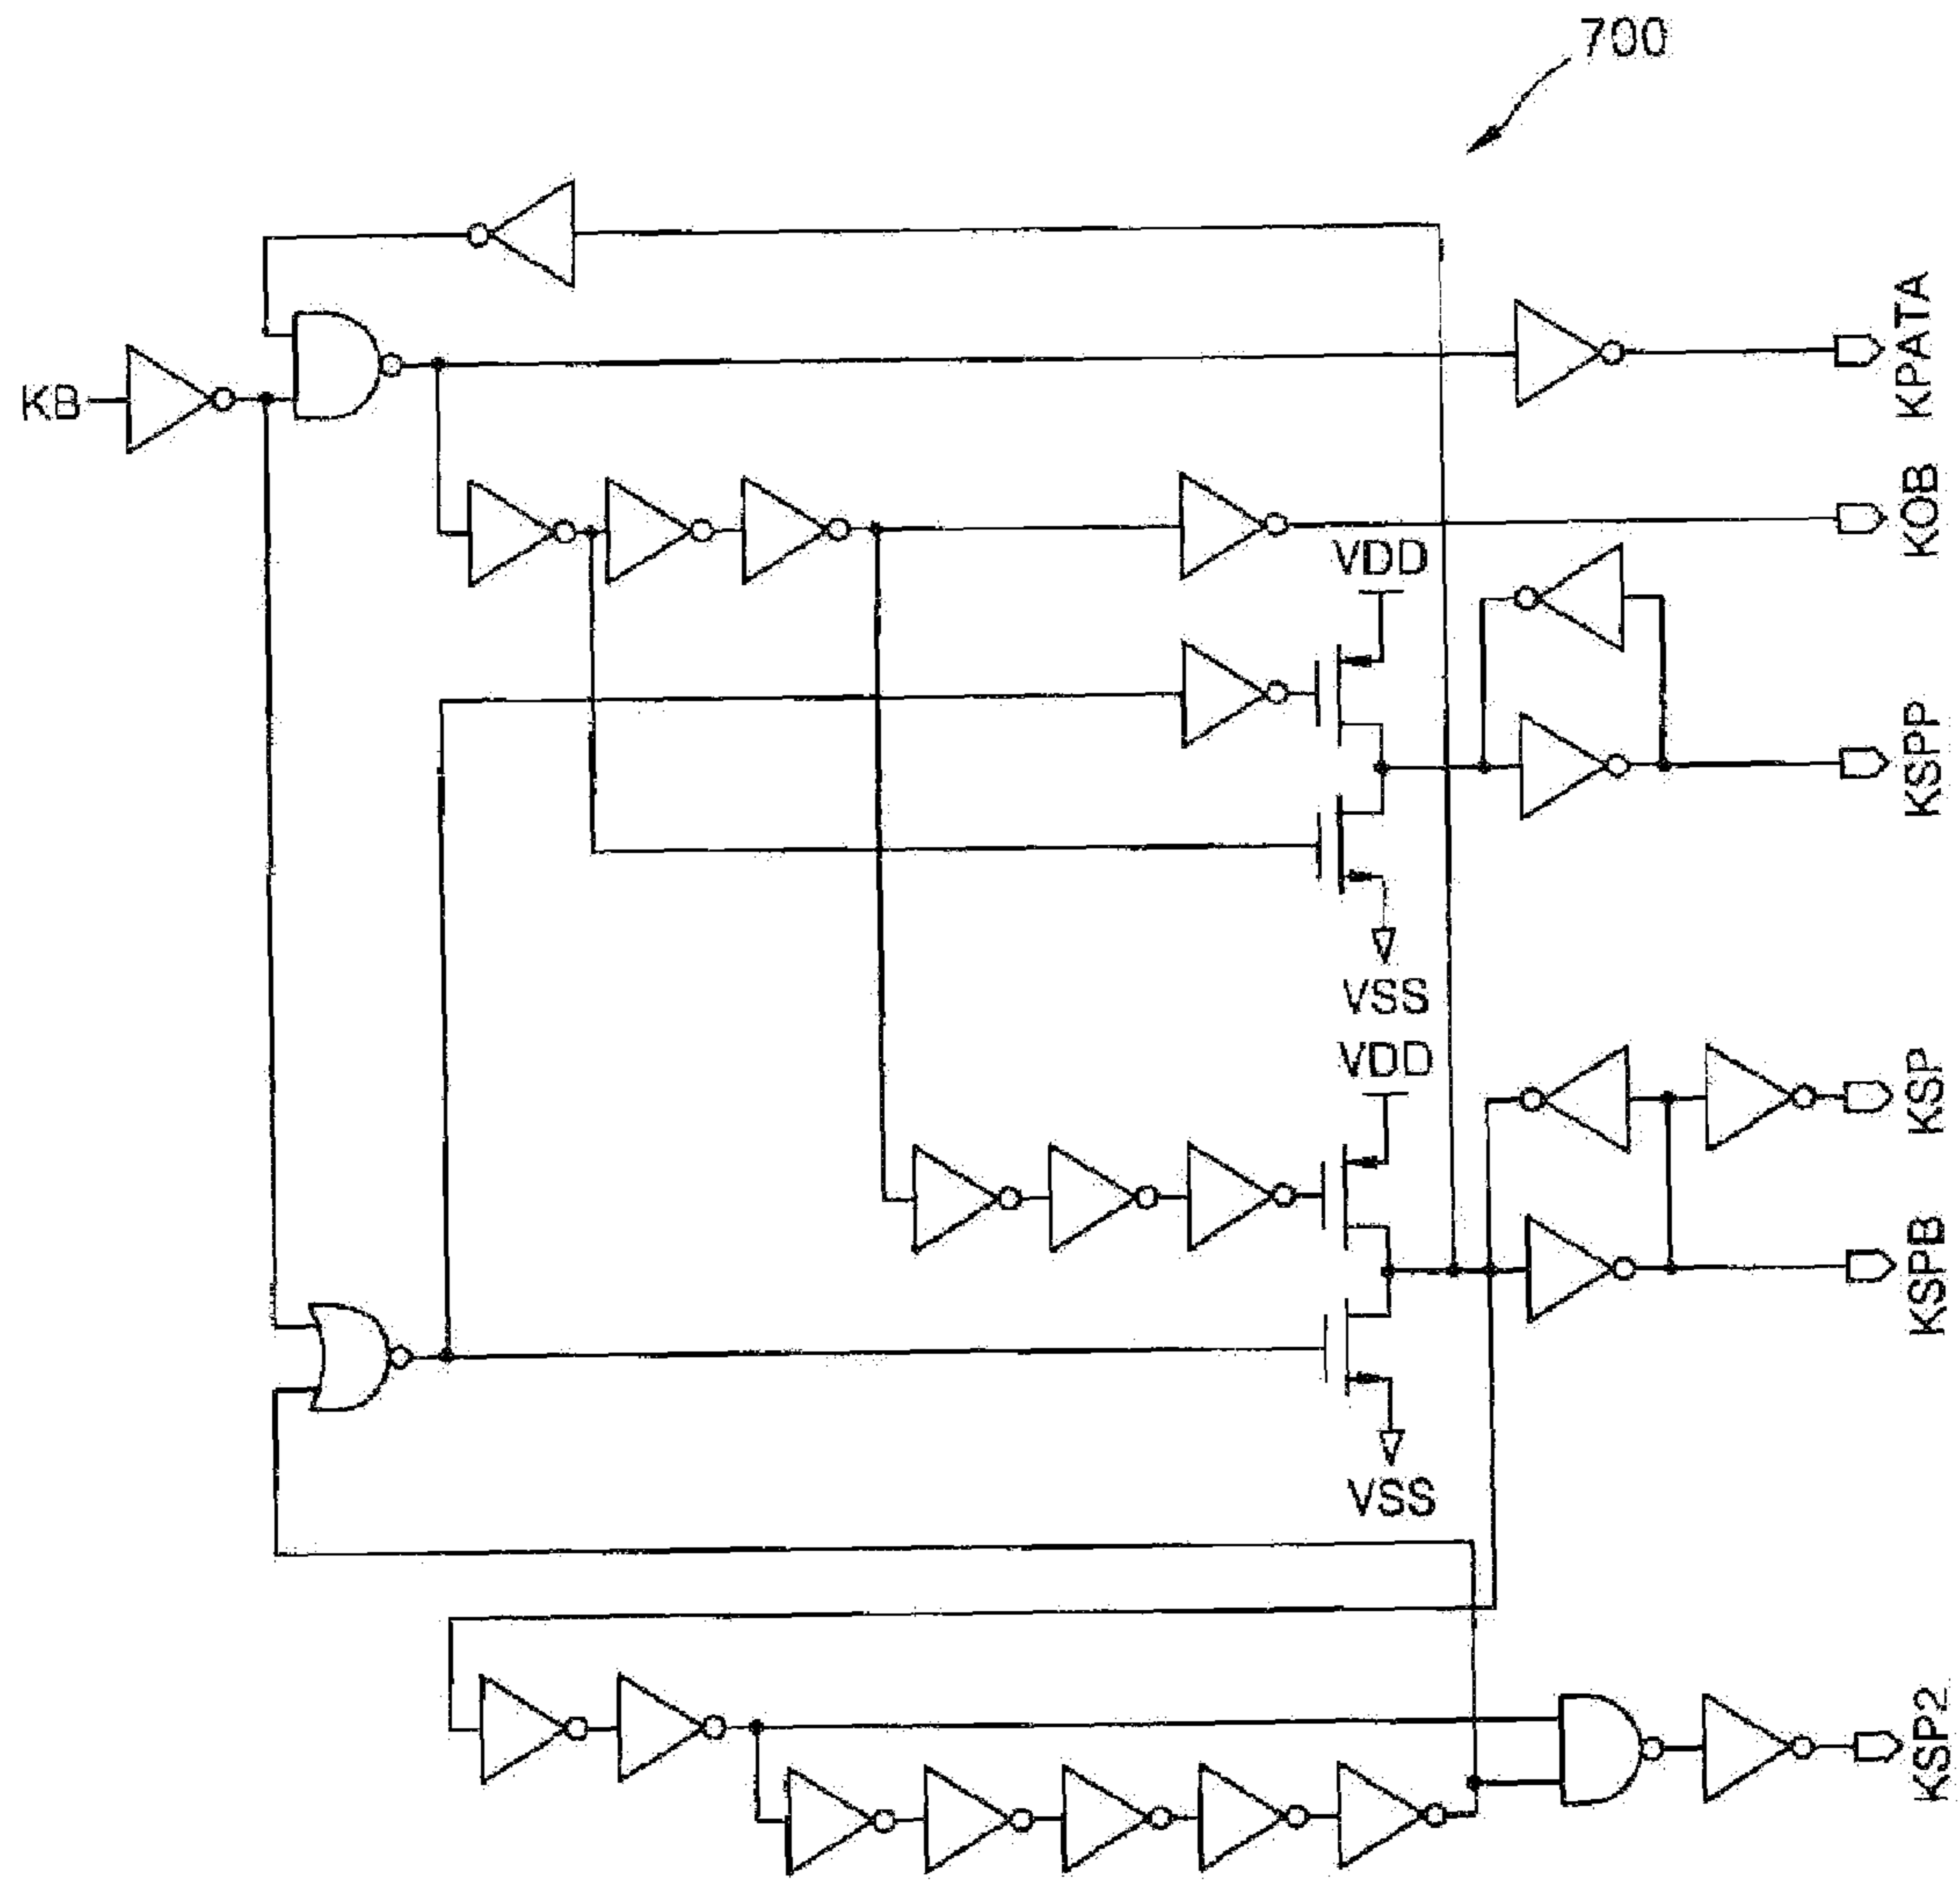 700
KB
KPATA
KOB
VDD
KSPP
VSS
VDD
KSP
KSPB
VSS
KSP2